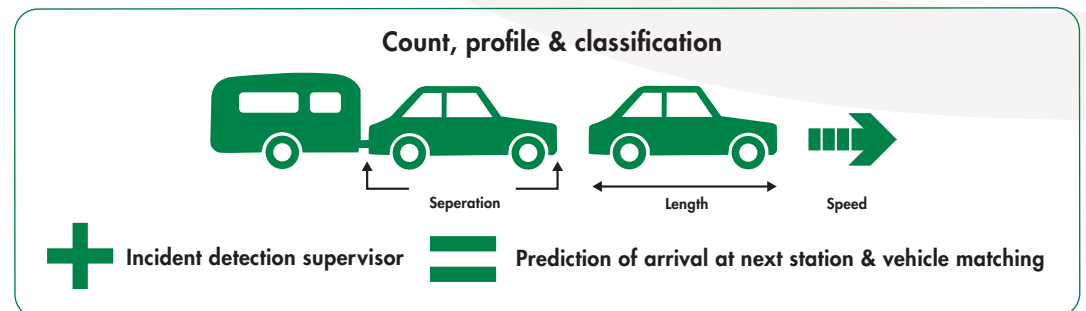 Count, profile & classification
Seperation
Length
Speed
Incident detection supervisor
Prediction of arrival at next station & vehicle matching